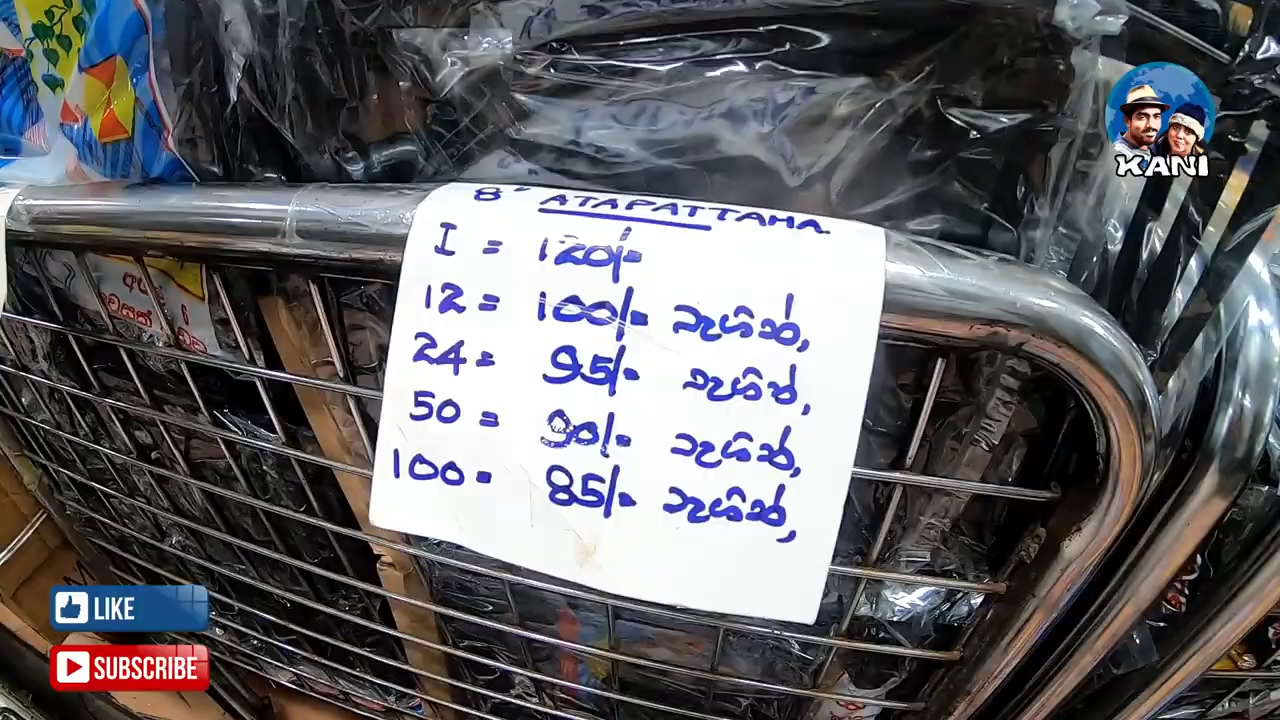 KANI
8" ATAPATTAMA
1 = 120/=
12 = 100/= බැගින්,
24 = 95/= බැගින්,
50 = 90/= බැගින්,
100 = 85/= බැගින්,
LIKE
SUBSCRIBE